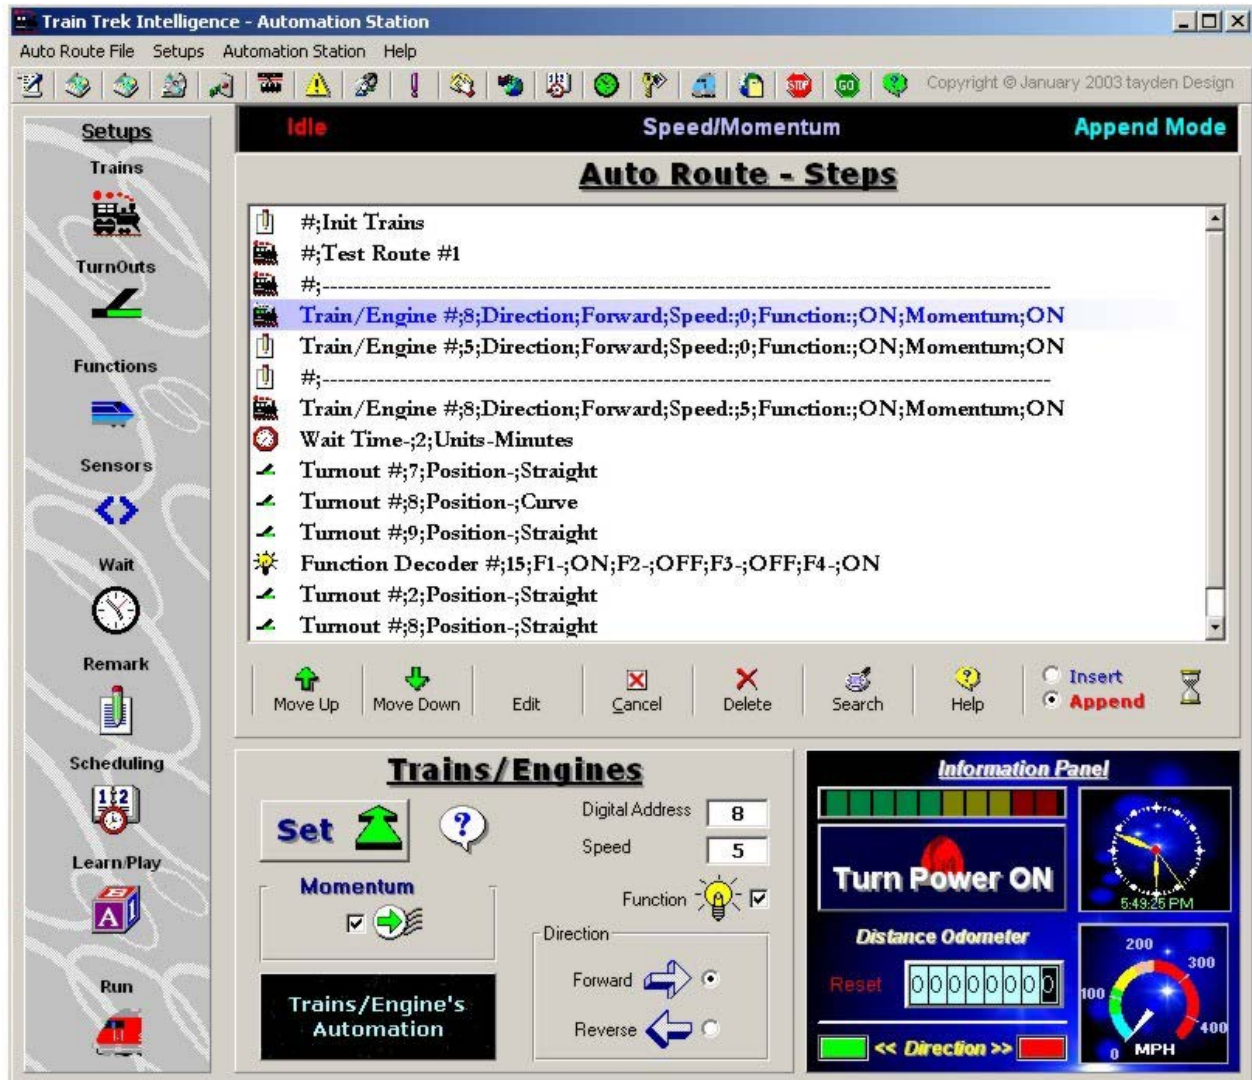 Train Trek Intelligence - Automation Station
Auto Route File Setups Automation Station Help
STOP GO Copyright © January 2003 tayden Design
Setups
Trains
TurnOuts
Functions
Sensors
Wait
Remark
Scheduling
Learn/Play
Run
Idle Speed/Momentum Append Mode
Auto Route - Steps
#;Init Trains
#;Test Route #1
#;------------------------------------------------------------------------------------------
Train/Engine #;8;Direction;Forward;Speed:;0;Function:;ON;Momentum;ON
Train/Engine #;5;Direction;Forward;Speed:;0;Function:;ON;Momentum;ON
#;------------------------------------------------------------------------------------------
Train/Engine #;8;Direction;Forward;Speed:;5;Function:;ON;Momentum;ON
Wait Time-;2;Units-Minutes
Turnout #;7;Position-;Straight
Turnout #;8;Position-;Curve
Turnout #;9;Position-;Straight
Function Decoder #;15;F1-;ON;F2-;OFF;F3-;OFF;F4-;ON
Turnout #;2;Position-;Straight
Turnout #;8;Position-;Straight
Move Up Move Down Edit Cancel Delete Search Help
Insert
Append
Trains/Engines
Set
Digital Address 8
Speed 5
Momentum
Function
Direction
Forward
Reverse
Trains/Engine's
Automation
Information Panel
Turn Power ON
5:49:25 PM
Distance Odometer
Reset 00000000
<< Direction >>
0 100 200 300 400
MPH